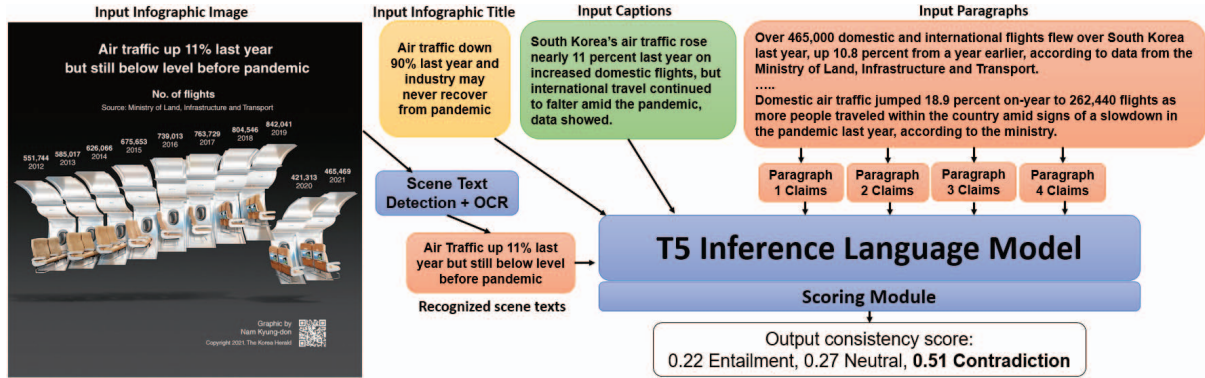 Input Infographic Image
Air traffic up 11% last year
but still below level before pandemic
No. of flights
Source: Ministry of Land, Infrastructure and Transport
551,744
2012
585,017
2013
626,066
2014
675,653
2015
739,013
2016
763,729
2017
804,546
2018
842,041
2019
421,313
2020
465,469
2021
Graphic by
Nam Kyung-don
Copyright 2021, The Korea Herald
Input Infographic Title
Air traffic down
90% last year and
industry may
never recover
from pandemic
Input Captions
South Korea's air traffic rose
nearly 11 percent last year on
increased domestic flights, but
international travel continued
to falter amid the pandemic,
data showed.
Input Paragraphs
Over 465,000 domestic and international flights flew over South Korea
last year, up 10.8 percent from a year earlier, according to data from the
Ministry of Land, Infrastructure and Transport.
.....
Domestic air traffic jumped 18.9 percent on-year to 262,440 flights as
more people traveled within the country amid signs of a slowdown in
the pandemic last year, according to the ministry.
Paragraph
1 Claims
Paragraph
2 Claims
Paragraph
3 Claims
Paragraph
4 Claims
Scene Text
Detection + OCR
Air Traffic up 11% last
year but still below level
before pandemic
Recognized scene texts
T5 Inference Language Model
Scoring Module
Output consistency score:
0.22 Entailment, 0.27 Neutral, 0.51 Contradiction